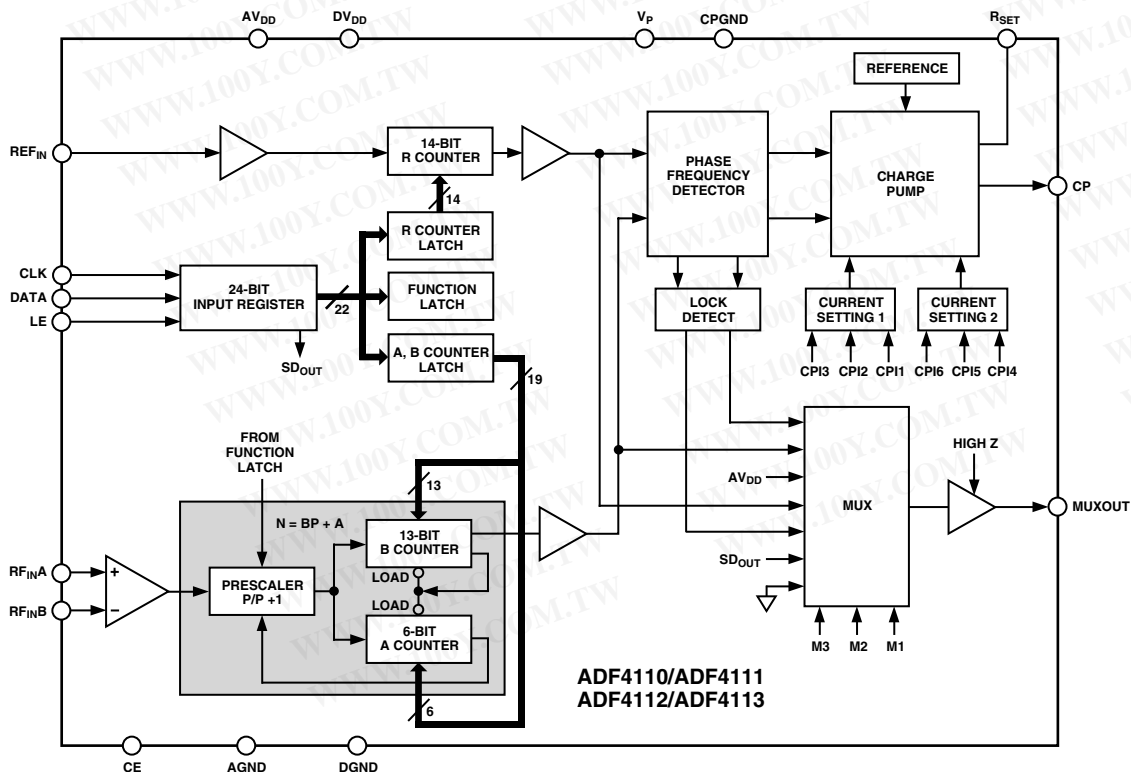 AVDD
DVDD
VP
CPGND
RSET
REFERENCE
REFIN
14-BIT
R COUNTER
PHASE
FREQUENCY
DETECTOR
CHARGE
PUMP
CP
14
R COUNTER
LATCH
CLK
DATA
LE
24-BIT
INPUT REGISTER
22
FUNCTION
LATCH
SDOUT
A, B COUNTER
LATCH
19
LOCK
DETECT
CURRENT
SETTING 1
CURRENT
SETTING 2
CPI3
CPI2
CPI1
CPI6
CPI5
CPI4
FROM
FUNCTION
LATCH
13
HIGH Z
AVDD
MUX
MUXOUT
SDOUT
M3
M2
M1
N = BP + A
13-BIT
B COUNTER
RFINA
RFINB
+
–
PRESCALER
P/P +1
LOAD
LOAD
6-BIT
A COUNTER
6
ADF4110/ADF4111
ADF4112/ADF4113
CE
AGND
DGND
WWW.100Y.COM.TW